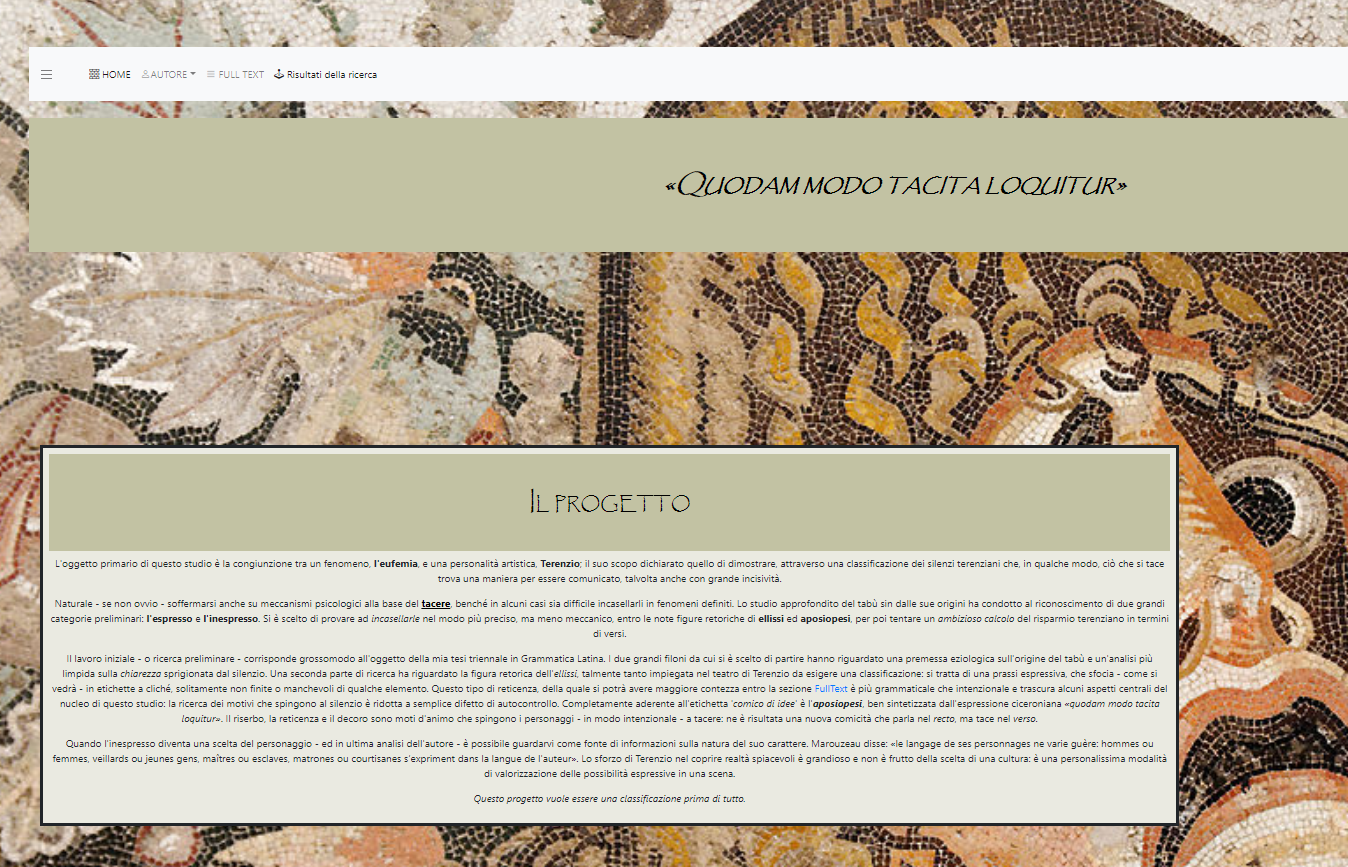 HOME AUTORE FULL TEXT Risultati della ricerca
«QUODAM MODO TACITA LOQUITUR»
IL PROGETTO
L'oggetto primario di questo studio è la congiunzione tra un fenomeno, l'eufemia, e una personalità artistica, Terenzio; il suo scopo dichiarato quello di dimostrare, attraverso una classificazione dei silenzi terenziani che, in qualche modo, ciò che si tace
trova una maniera per essere comunicato, talvolta anche con grande incisività.
Naturale - se non ovvio - soffermarsi anche su meccanismi psicologici alla base del tacere, benché in alcuni casi sia difficile incasellarli in fenomeni definiti. Lo studio approfondito del tabù sin dalle sue origini ha condotto al riconoscimento di due grandi
categorie preliminari: l'espresso e l'inespresso. Si è scelto di provare ad incasellarle nel modo più preciso, ma meno meccanico, entro le note figure retoriche di ellissi ed aposiopesi, per poi tentare un ambizioso calcolo del risparmio terenziano in termini
di versi.
Il lavoro iniziale - o ricerca preliminare - corrisponde grossomodo all'oggetto della mia tesi triennale in Grammatica Latina. I due grandi filoni da cui si è scelto di partire hanno riguardato una premessa eziologica sull'origine del tabù e un'analisi più
limpida sulla chiarezza sprigionata dal silenzio. Una seconda parte di ricerca ha riguardato la figura retorica dell'ellissi, talmente tanto impiegata nel teatro di Terenzio da esigere una classificazione: si tratta di una prassi espressiva, che sfocia - come si
vedrà - in etichette a cliché, solitamente non finite o manchevoli di qualche elemento. Questo tipo di reticenza, della quale si potrà avere maggiore contezza entro la sezione FullText è più grammaticale che intenzionale e trascura alcuni aspetti centrali del
nucleo di questo studio: la ricerca dei motivi che spingono al silenzio è ridotta a semplice difetto di autocontrollo. Completamente aderente all'etichetta 'comico di idee' è l'aposiopesi, ben sintetizzata dall'espressione ciceroniana «quodam modo tacita
loquitur». Il riserbo, la reticenza e il decoro sono moti d'animo che spingono i personaggi - in modo intenzionale - a tacere: ne è risultata una nuova comicità che parla nel recto, ma tace nel verso.
Quando l'inespresso diventa una scelta del personaggio - ed in ultima analisi dell'autore - è possibile guardarvi come fonte di informazioni sulla natura del suo carattere. Marouzeau disse: «le langage de ses personnages ne varie guère: hommes ou
femmes, veillards ou jeunes gens, maîtres ou esclaves, matrones ou courtisanes s'expriment dans la langue de l'auteur». Lo sforzo di Terenzio nel coprire realtà spiacevoli è grandioso e non è frutto della scelta di una cultura: è una personalissima modalità
di valorizzazione delle possibilità espressive in una scena.
Questo progetto vuole essere una classificazione prima di tutto.